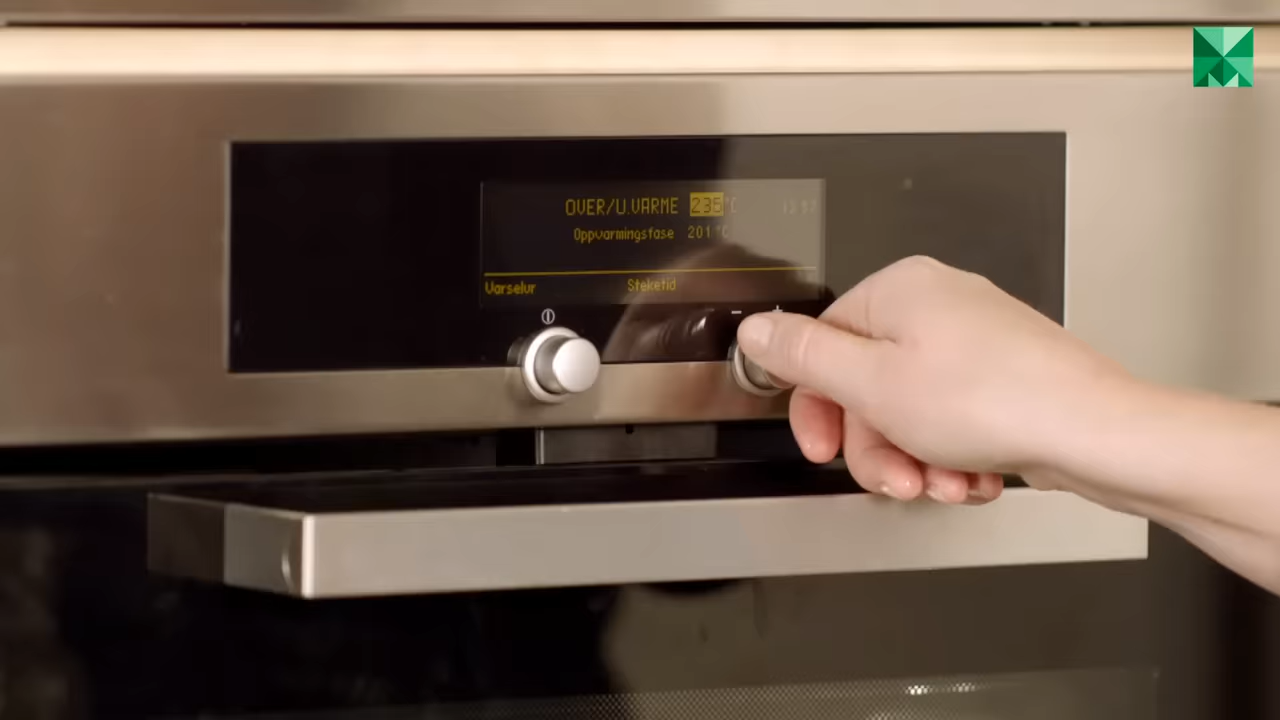 OVER/U.VARME 235°C
Oppvarmingsfase 201°C
Varselur Steketid
- +